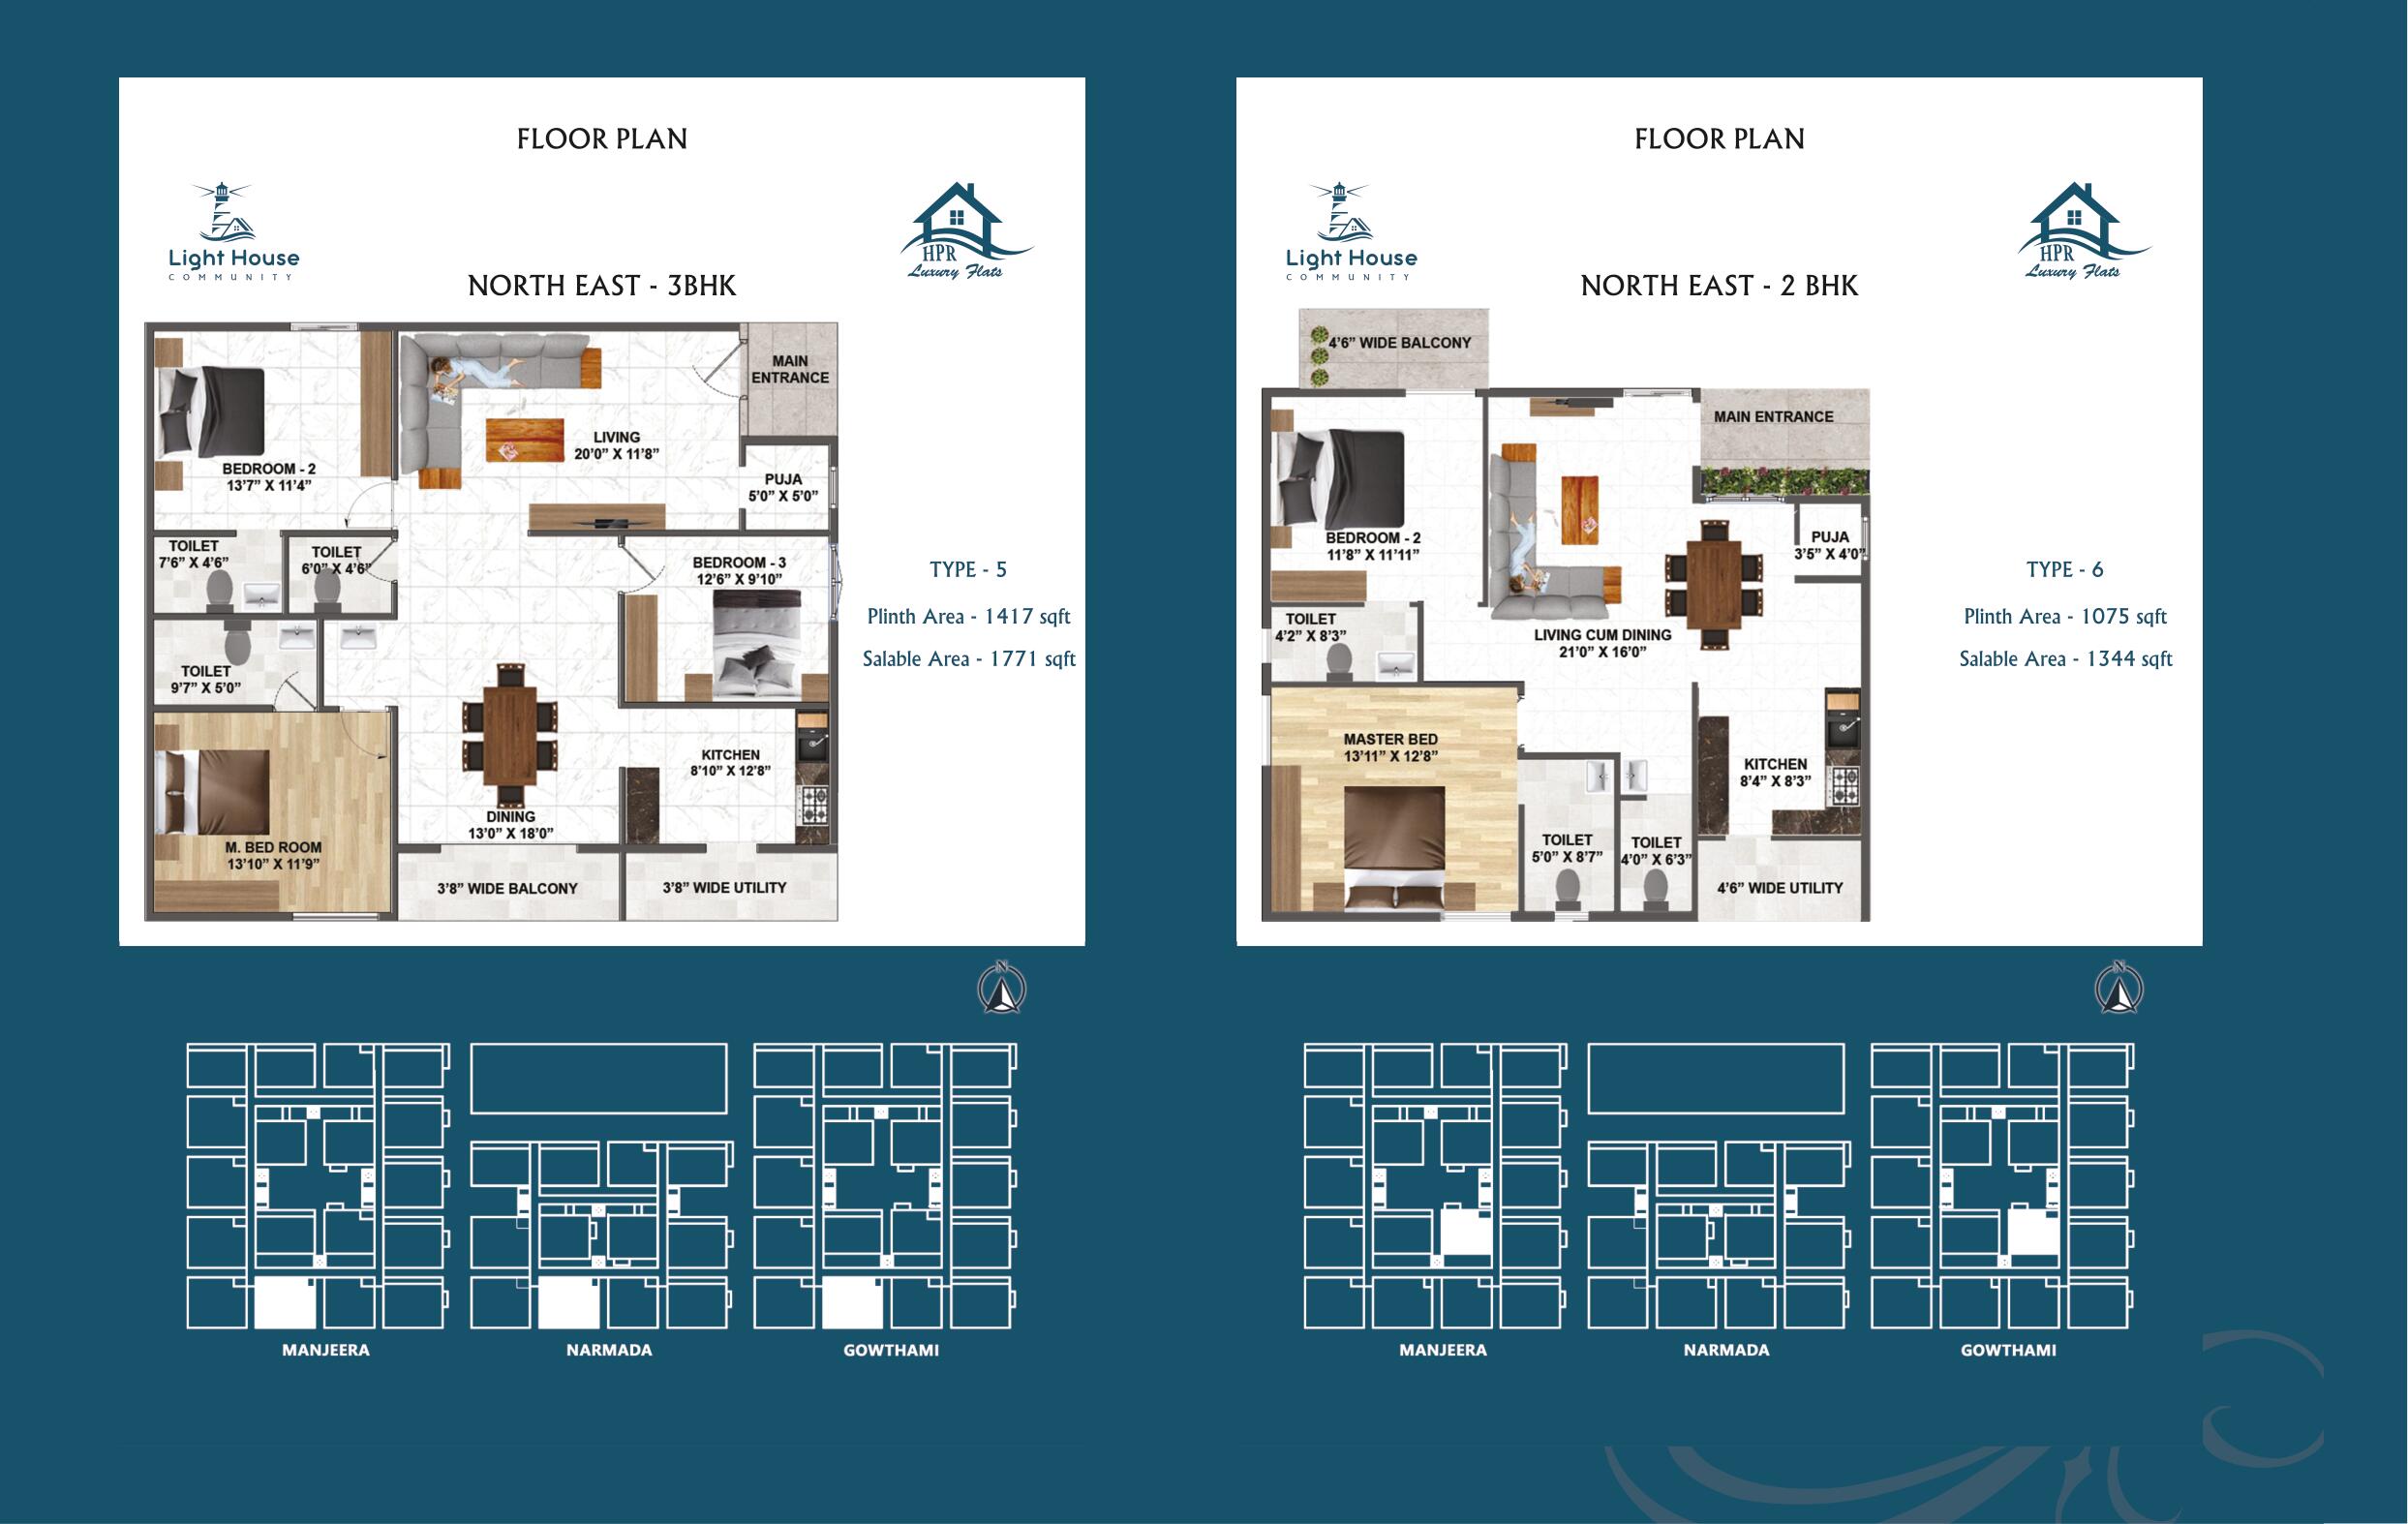 FLOOR PLAN
Light House
COMMUNITY
HPR
Luxury Flats
NORTH EAST - 3BHK
MAIN
ENTRANCE
LIVING
20'0” X 11'8”
BEDROOM - 2
13'7” X 11'4”
PUJA
5'0” X 5'0”
TOILET
7'6” X 4'6”
TOILET
6'0” X 4'6”
BEDROOM - 3
12'6” X 9'10”
TOILET
9'7” X 5'0”
KITCHEN
8'10” X 12'8”
DINING
13'0” X 18'0”
M. BED ROOM
13'10” X 11'9”
3'8” WIDE BALCONY
3'8” WIDE UTILITY
TYPE - 5
Plinth Area - 1417 sqft
Salable Area - 1771 sqft
N
MANJEERA
NARMADA
GOWTHAMI
FLOOR PLAN
Light House
COMMUNITY
HPR
Luxury Flats
NORTH EAST - 2 BHK
4'6” WIDE BALCONY
MAIN ENTRANCE
BEDROOM - 2
11'8” X 11'11”
PUJA
3'5” X 4'0”
TOILET
4'2” X 8'3”
LIVING CUM DINING
21'0” X 16'0”
MASTER BED
13'11” X 12'8”
KITCHEN
8'4” X 8'3”
TOILET
5'0” X 8'7”
TOILET
4'0” X 6'3”
4'6” WIDE UTILITY
TYPE - 6
Plinth Area - 1075 sqft
Salable Area - 1344 sqft
N
MANJEERA
NARMADA
GOWTHAMI